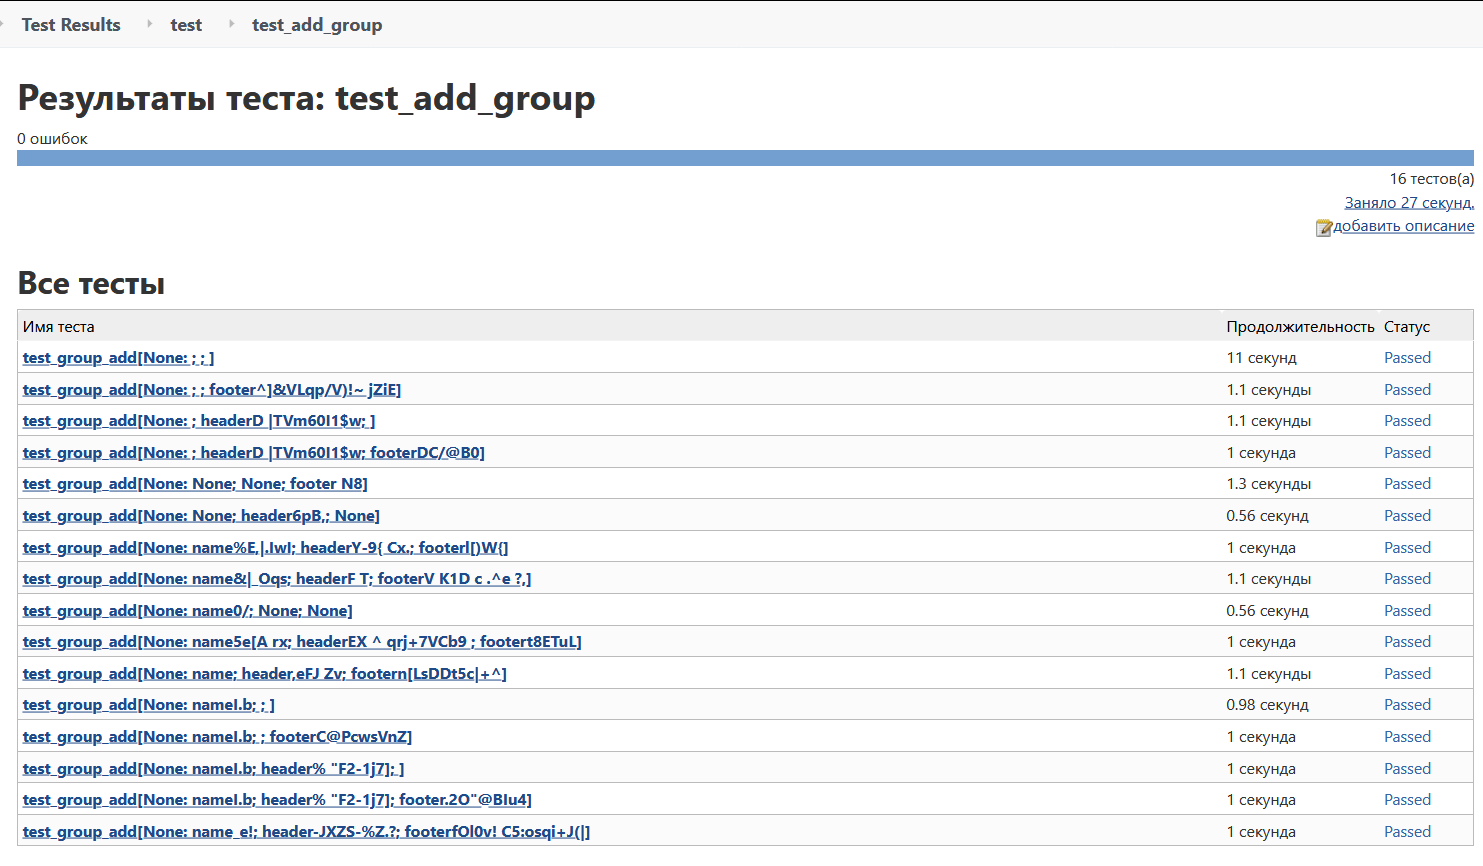 Test Results test test_add_group
Результаты теста: test_add_group
0 ошибок
16 тестов(а)
Заняло 27 секунд.
добавить описание
Все тесты
Имя теста Продолжительность Статус
test_group_add[None: ; ; ] 11 секунд Passed
test_group_add[None: ; ; footer^]&VLqp/V)!~ jZiE] 1.1 секунды Passed
test_group_add[None: ; headerD |TVm60I1$w; ] 1.1 секунды Passed
test_group_add[None: ; headerD |TVm60I1$w; footerDC/@B0] 1 секунда Passed
test_group_add[None: None; None; footer N8] 1.3 секунды Passed
test_group_add[None: None; header6pB,; None] 0.56 секунд Passed
test_group_add[None: name%E,|.IwI; headerY-9{ Cx.; footerl[)W{] 1 секунда Passed
test_group_add[None: name&|_Oqs; headerF T; footerV K1D c .^e ?,] 1.1 секунды Passed
test_group_add[None: name0/; None; None] 0.56 секунд Passed
test_group_add[None: name5e[A rx; headerEX ^ qrj+7VCb9 ; footert8ETuL] 1 секунда Passed
test_group_add[None: name; header,eFJ Zv; footern[LsDDt5c|+^] 1.1 секунды Passed
test_group_add[None: nameI.b; ; ] 0.98 секунд Passed
test_group_add[None: nameI.b; ; footerC@PcwsVnZ] 1 секунда Passed
test_group_add[None: nameI.b; header% "F2-1j7]; ] 1 секунда Passed
test_group_add[None: nameI.b; header% "F2-1j7]; footer.2O"@BIu4] 1 секунда Passed
test_group_add[None: name_e!; header-JXZS-%Z.?; footerfOl0v! C5:osqi+J(|] 1 секунда Passed